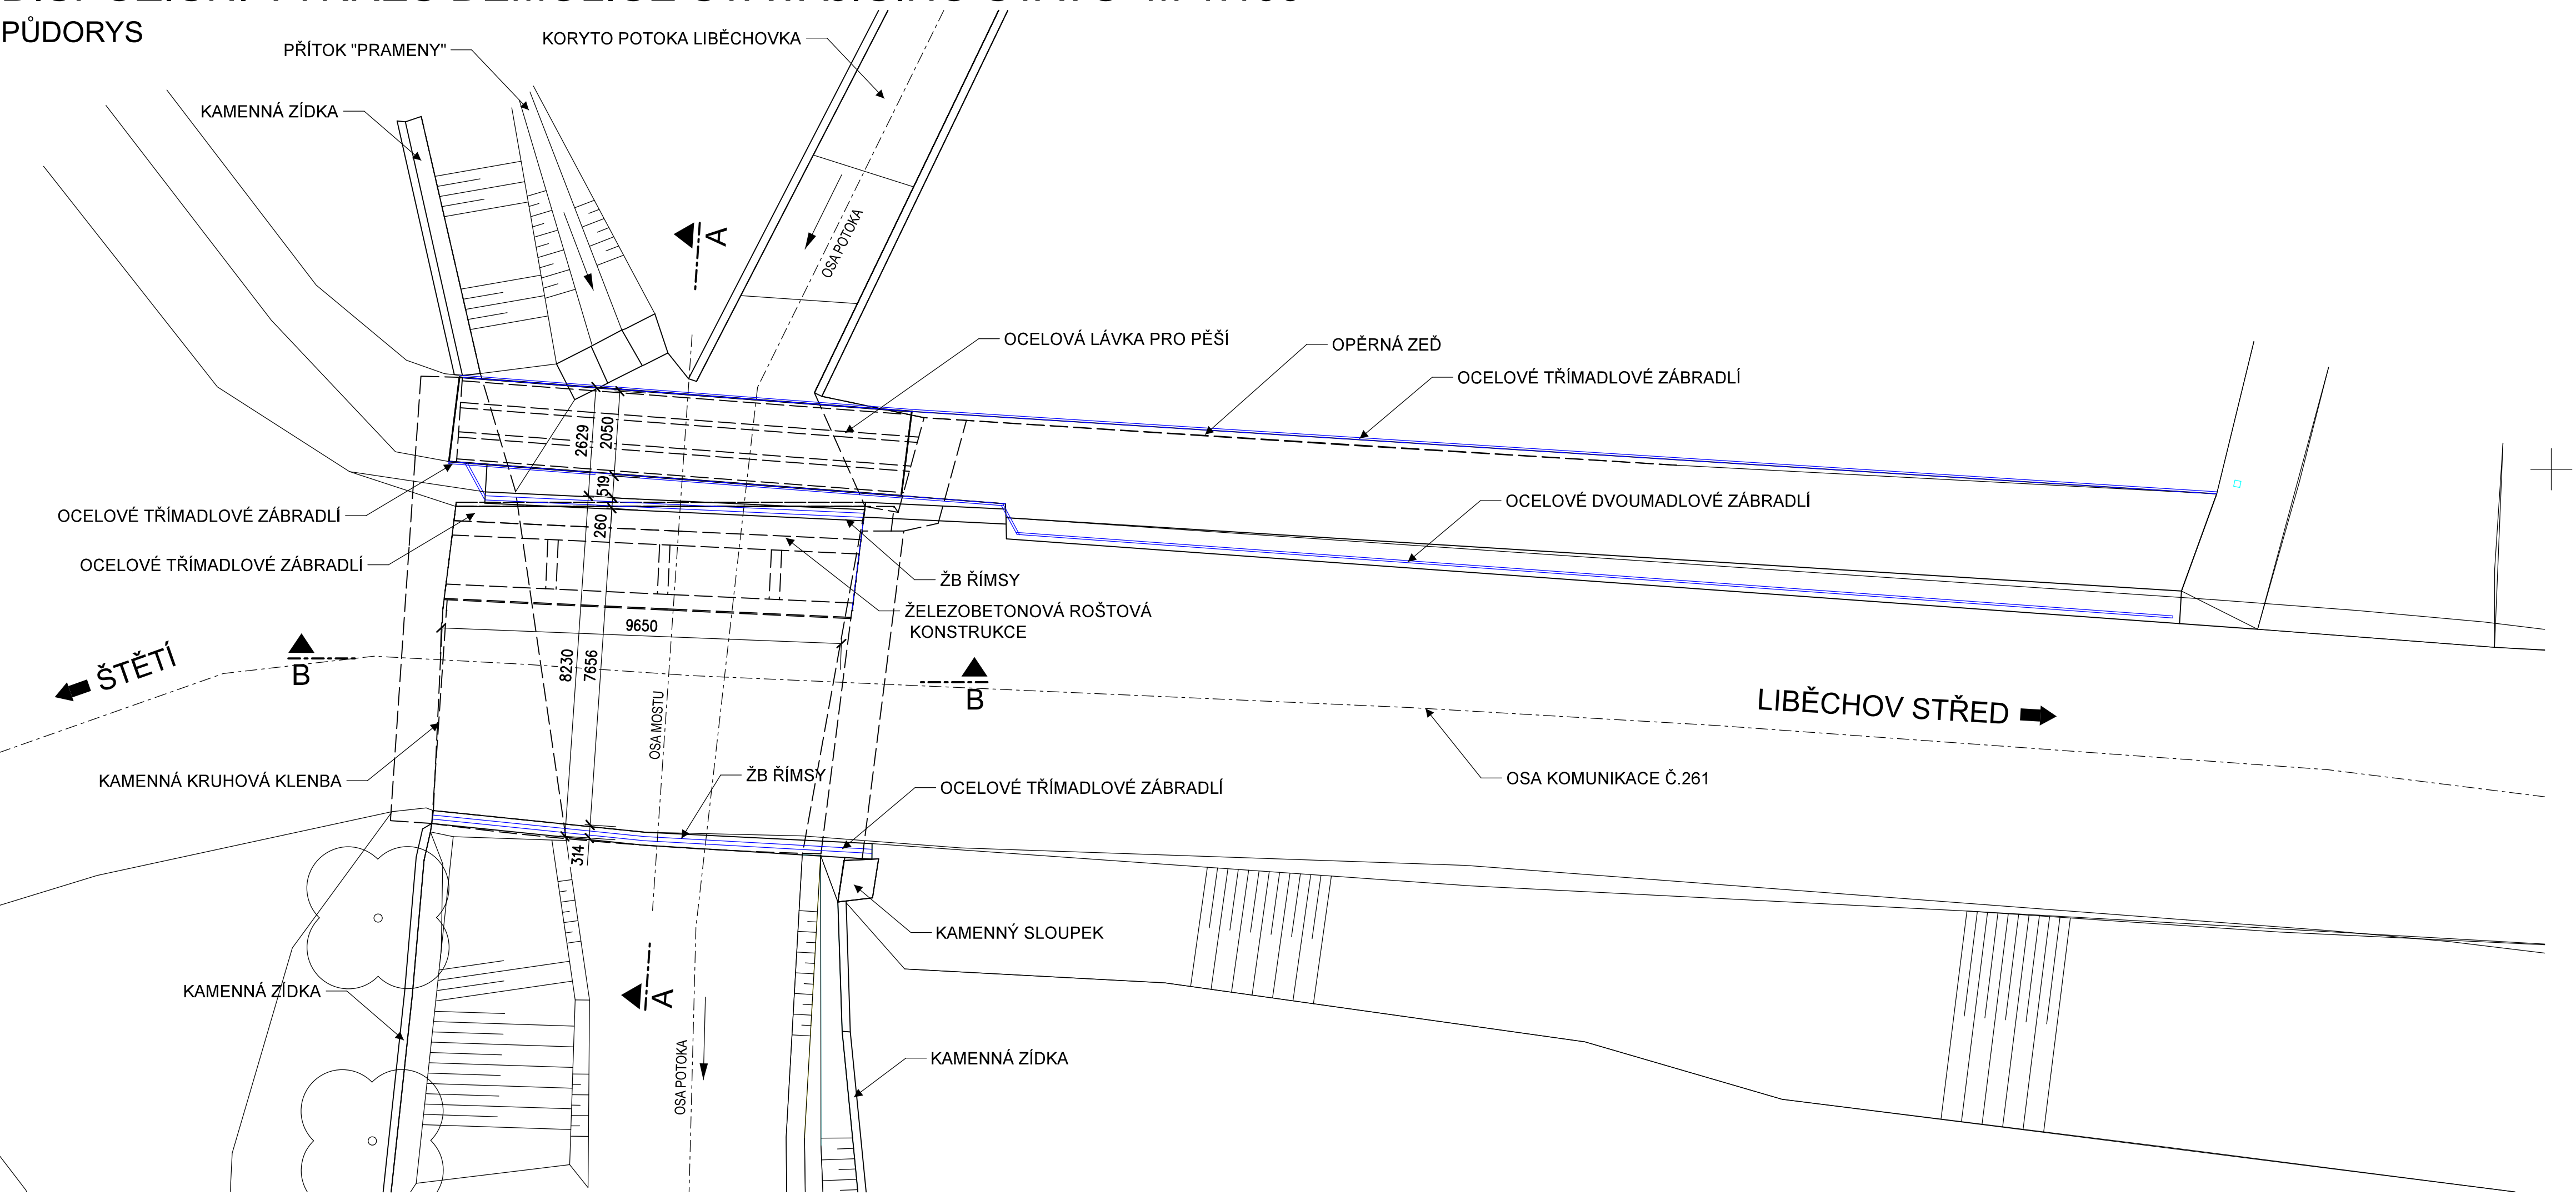 PŮDORYS
PŘÍTOK "PRAMENY"
KORYTO POTOKA LIBĚCHOVKA
KAMENNÁ ZÍDKA
A
OSA POTOKA
OCELOVÁ LÁVKA PRO PĚŠÍ
OPĚRNÁ ZEĎ
OCELOVÉ TŘÍMADLOVÉ ZÁBRADLÍ
2629
2050
519
260
OCELOVÉ TŘÍMADLOVÉ ZÁBRADLÍ
OCELOVÉ DVOUMADLOVÉ ZÁBRADLÍ
OCELOVÉ TŘÍMADLOVÉ ZÁBRADLÍ
ŽB ŘÍMSY
ŽELEZOBETONOVÁ ROŠTOVÁ
KONSTRUKCE
9650
ŠTĚTÍ
B
8230
7656
OSA MOSTU
B
LIBĚCHOV STŘED
KAMENNÁ KRUHOVÁ KLENBA
ŽB ŘÍMSY
OCELOVÉ TŘÍMADLOVÉ ZÁBRADLÍ
OSA KOMUNIKACE Č.261
314
KAMENNÝ SLOUPEK
KAMENNÁ ZÍDKA
A
OSA POTOKA
KAMENNÁ ZÍDKA